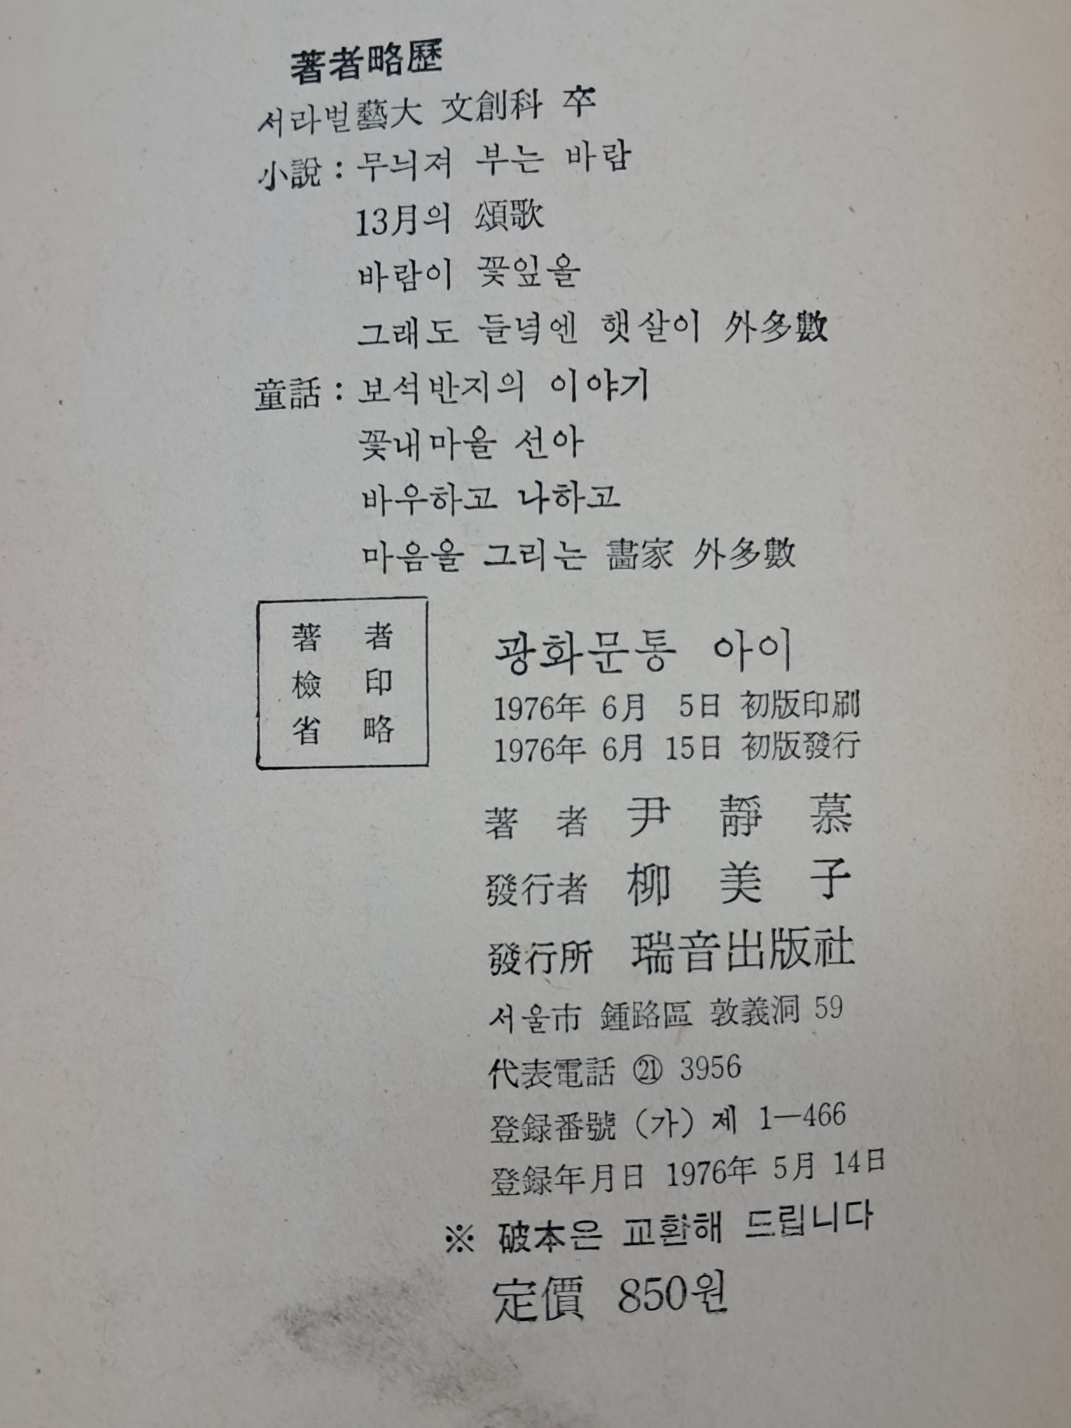 著者略歷
서라벌藝大 文創科 卒
小說 : 무늬져 부는 바람
13月의 頌歌
바람이 꽃잎을
그래도 들녘엔 햇살이 外多數
童話 : 보석반지의 이야기
꽃내마을 선아
바우하고 나하고
마음을 그리는 畵家 外多數
著者
檢印
省略
광화문통 아이
1976年 6月 5日 初版印刷
1976年 6月 15日 初版發行
著者 尹靜慕
發行者 柳美子
發行所 瑞音出版社
서울市 鍾路區 敦義洞 59
代表電話 ㉑ 3956
登録番號 (가) 제 1―466
登録年月日 1976年 5月 14日
※ 破本은 교환해 드립니다
定價 850원